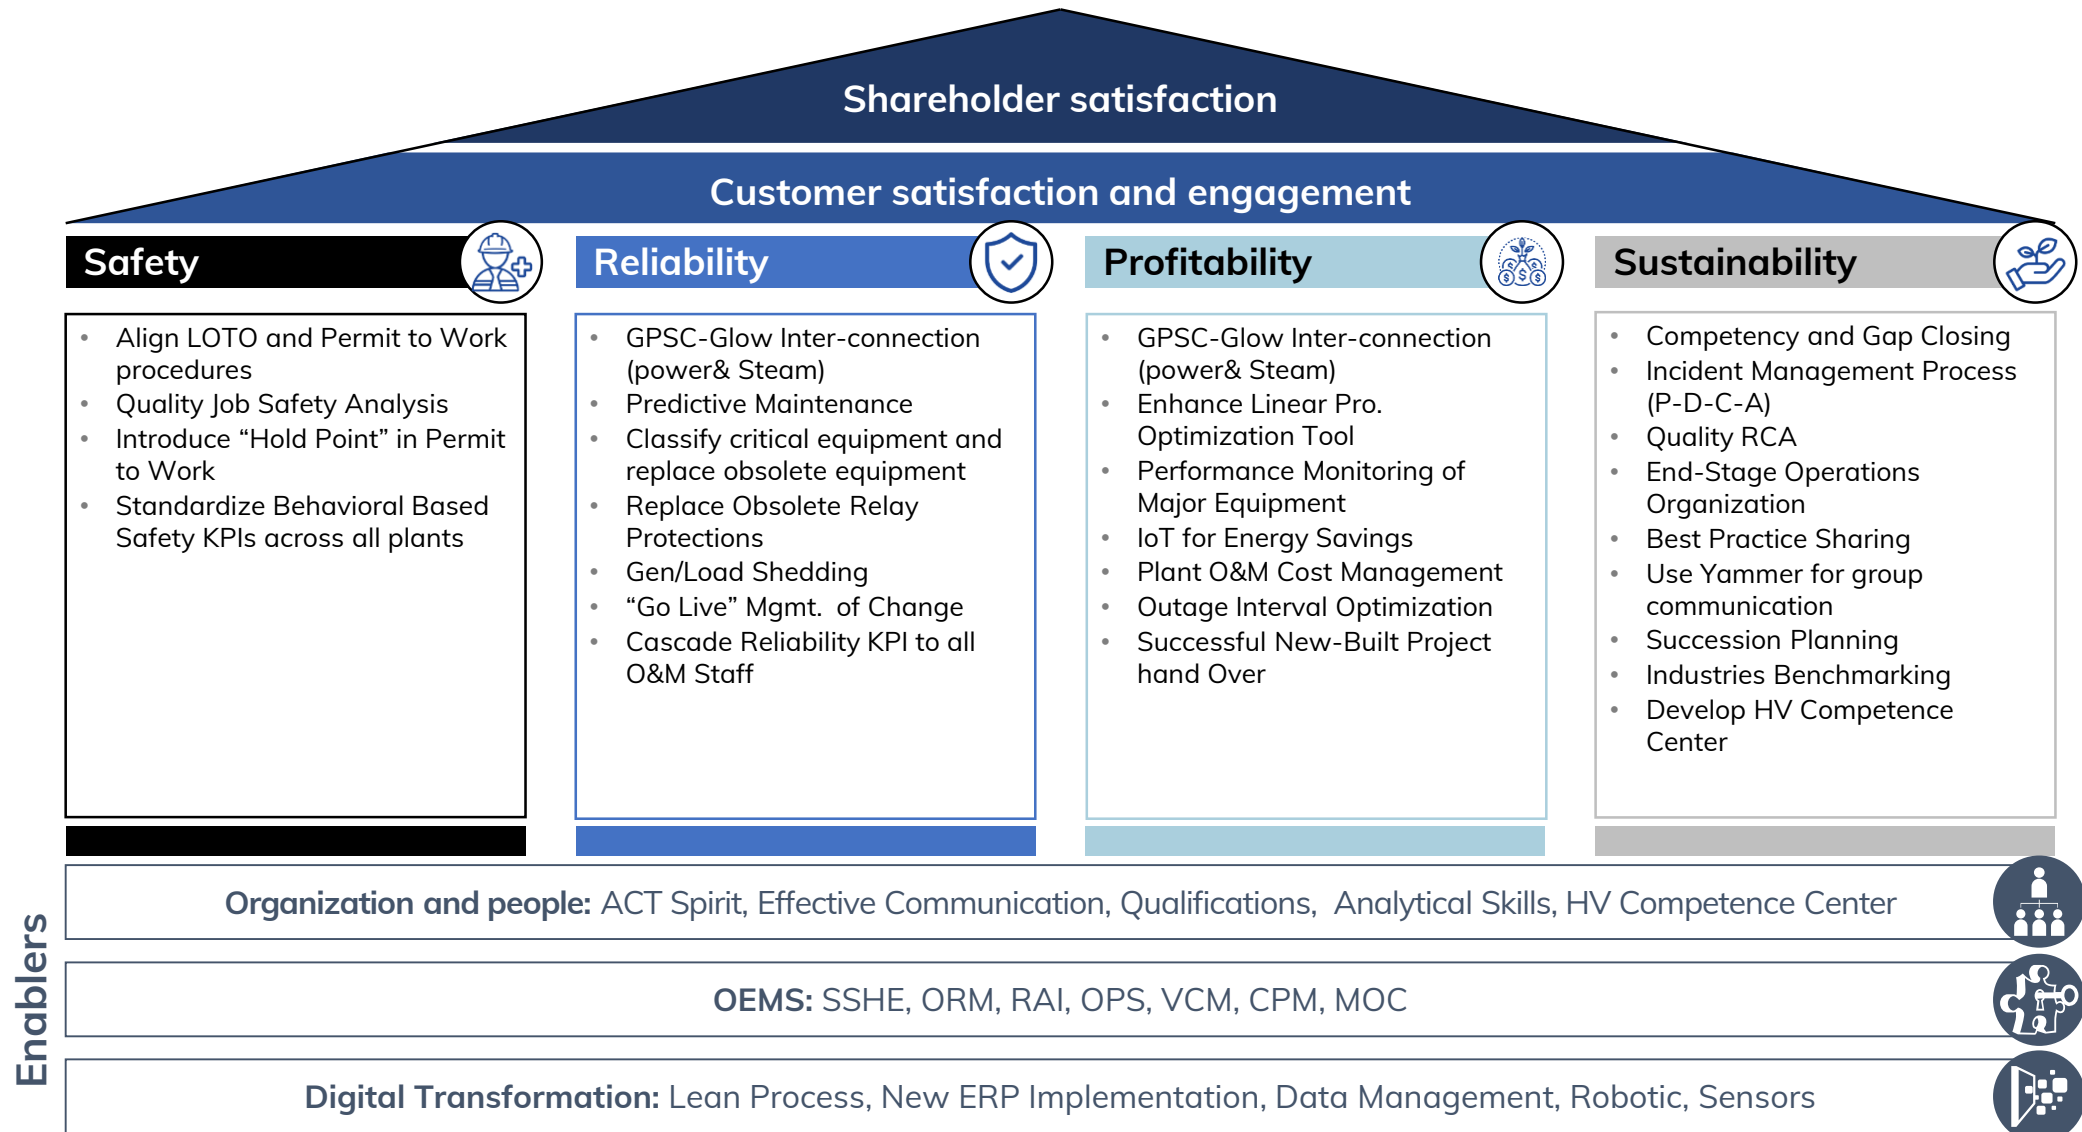 Shareholder satisfaction
Customer satisfaction and engagement
Safety
• Align LOTO and Permit to Work
procedures
• Quality Job Safety Analysis
• Introduce “Hold Point” in Permit
to Work
• Standardize Behavioral Based
Safety KPIs across all plants
Reliability
• GPSC-Glow Inter-connection
(power& Steam)
• Predictive Maintenance
• Classify critical equipment and
replace obsolete equipment
• Replace Obsolete Relay
Protections
• Gen/Load Shedding
• “Go Live” Mgmt. of Change
• Cascade Reliability KPI to all
O&M Staff
Profitability
• GPSC-Glow Inter-connection
(power& Steam)
• Enhance Linear Pro.
Optimization Tool
• Performance Monitoring of
Major Equipment
• IoT for Energy Savings
• Plant O&M Cost Management
• Outage Interval Optimization
• Successful New-Built Project
hand Over
Sustainability
• Competency and Gap Closing
• Incident Management Process
(P-D-C-A)
• Quality RCA
• End-Stage Operations
Organization
• Best Practice Sharing
• Use Yammer for group
communication
• Succession Planning
• Industries Benchmarking
• Develop HV Competence
Center
Enablers
Organization and people: ACT Spirit, Effective Communication, Qualifications, Analytical Skills, HV Competence Center
OEMS: SSHE, ORM, RAI, OPS, VCM, CPM, MOC
Digital Transformation: Lean Process, New ERP Implementation, Data Management, Robotic, Sensors